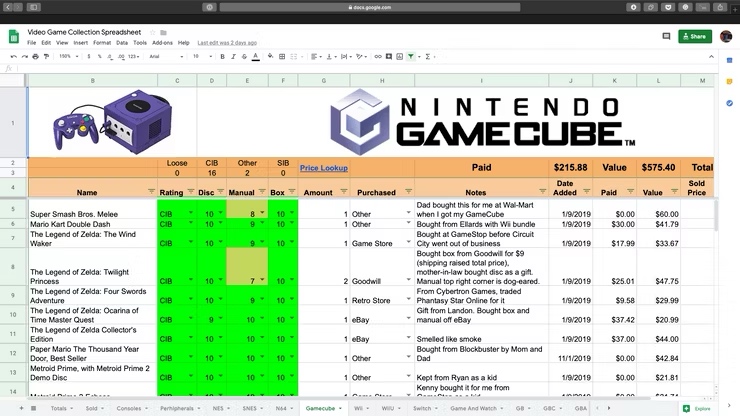 docs.google.com
Video Game Collection Spreadsheet
File Edit View Insert Format Data Tools Add-ons Help Last edit was 2 days ago
Share
150% $ % .0 .00 123 Arial 10
fx
B C D E F G H I J K L M
1
NINTENDO
GAMECUBE™
2 Loose CIB Other SIB Price Lookup Paid $215.88 Value $575.40 Total
3 0 16 2 0
4 Name Rating Disc Manual Box Amount Purchased Notes Date Added Paid Value Sold Price
5 Super Smash Bros. Melee CIB 10 8 10 1 Other Dad bought this for me at Wal-Mart
when I got my GameCube 1/9/2019 $0.00 $60.00
6 Mario Kart Double Dash CIB 10 9 10 1 Other Bought from Ellards with Wii bundle 1/9/2019 $30.00 $41.79
7 The Legend of Zelda: The Wind
Waker CIB 10 9 10 1 Game Store Bought at GameStop before Circuit
City went out of business 1/9/2019 $17.99 $33.67
8 The Legend of Zelda: Twilight
Princess CIB 10 7 10 2 Goodwill Bought box from Goodwill for $9
(shipping raised total price),
mother-in-law bought disc as a gift.
Manual top right corner is dog-eared. 1/9/2019 $25.01 $47.75
9 The Legend of Zelda: Four Swords
Adventure CIB 10 9 10 1 Retro Store From Cybertron Games, traded
Phantasy Star Online for it 1/9/2019 $9.58 $29.99
10 The Legend of Zelda: Ocarina of
Time Master Quest CIB 9 10 10 1 eBay Gift from Landon. Bought box and
manual off eBay 1/9/2019 $37.42 $20.99
11 The Legend of Zelda Collector's
Edition CIB 10 10 10 1 eBay Smelled like smoke 1/9/2019 $37.00 $44.00
12 Paper Mario The Thousand Year
Door, Best Seller CIB 10 10 10 1 Other Bought from Blockbuster by Mom and
Dad 11/1/2019 $0.00 $42.84
13 Metroid Prime, with Metroid Prime 2
Demo Disc CIB 10 10 10 1 Other Kept from Ryan as a kid 1/9/2019 $0.00 $21.81
14 Metroid Prime 2 Echoes Kenny bought it for me from
Totals Sold Consoles Perhipherals NES SNES N64 Gamecube Wii WiiU Switch Game And Watch GB GBC GBA Explore